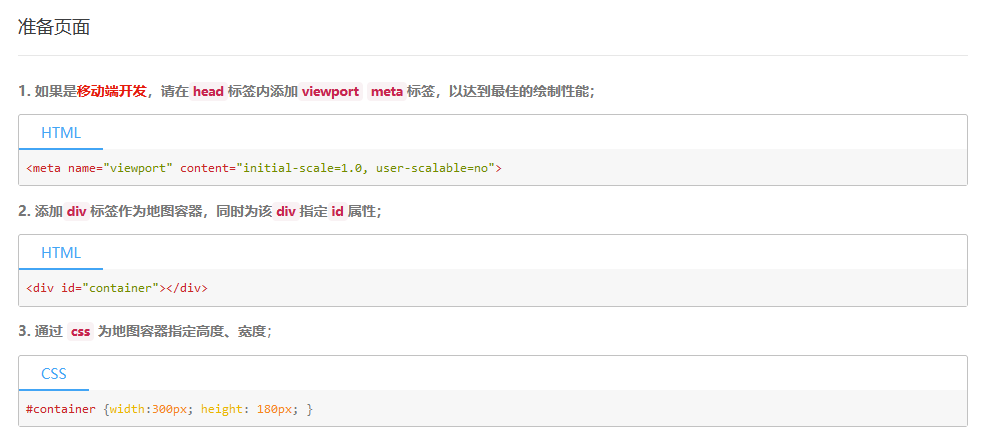 准备页面
1. 如果是移动端开发，请在 head 标签内添加 viewport meta 标签，以达到最佳的绘制性能；
HTML
<meta name="viewport" content="initial-scale=1.0, user-scalable=no">
2. 添加 div 标签作为地图容器，同时为该 div 指定 id 属性；
HTML
<div id="container"></div>
3. 通过 css 为地图容器指定高度、宽度；
CSS
#container {width:300px; height: 180px; }